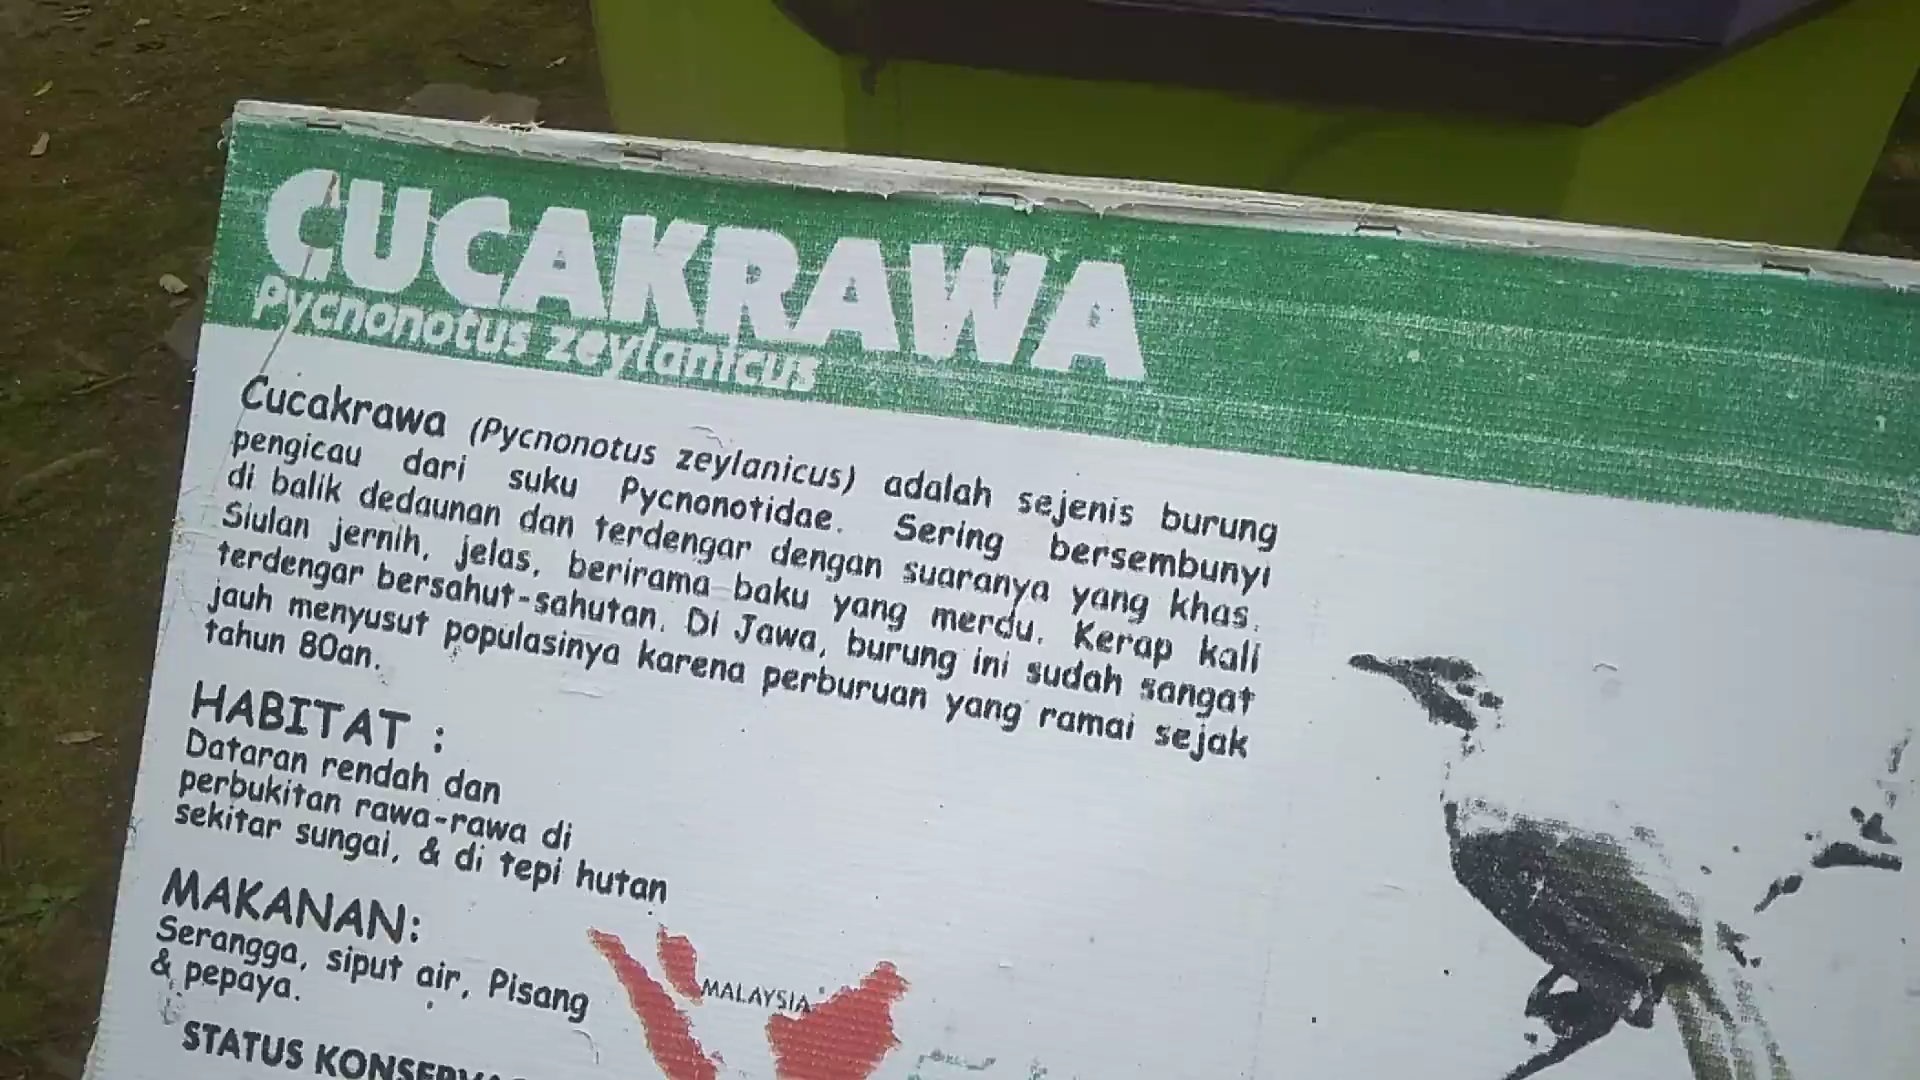 CUCAKRAWA
Pycnonotus zeylanicus
Cucakrawa (Pycnonotus zeylanicus) adalah sejenis burung
pengicau dari suku Pycnonotidae. Sering bersembunyi
di balik dedaunan dan terdengar dengan suaranya yang khas.
Siulan jernih, jelas, berirama baku yang merdu. Kerap kali
terdengar bersahut-sahutan. Di Jawa, burung ini sudah sangat
jauh menyusut populasinya karena perburuan yang ramai sejak
tahun 80an.
HABITAT :
Dataran rendah dan
perbukitan rawa-rawa di
sekitar sungai, & di tepi hutan
MAKANAN:
Serangga, siput air, Pisang
& pepaya.
MALAYSIA
STATUS